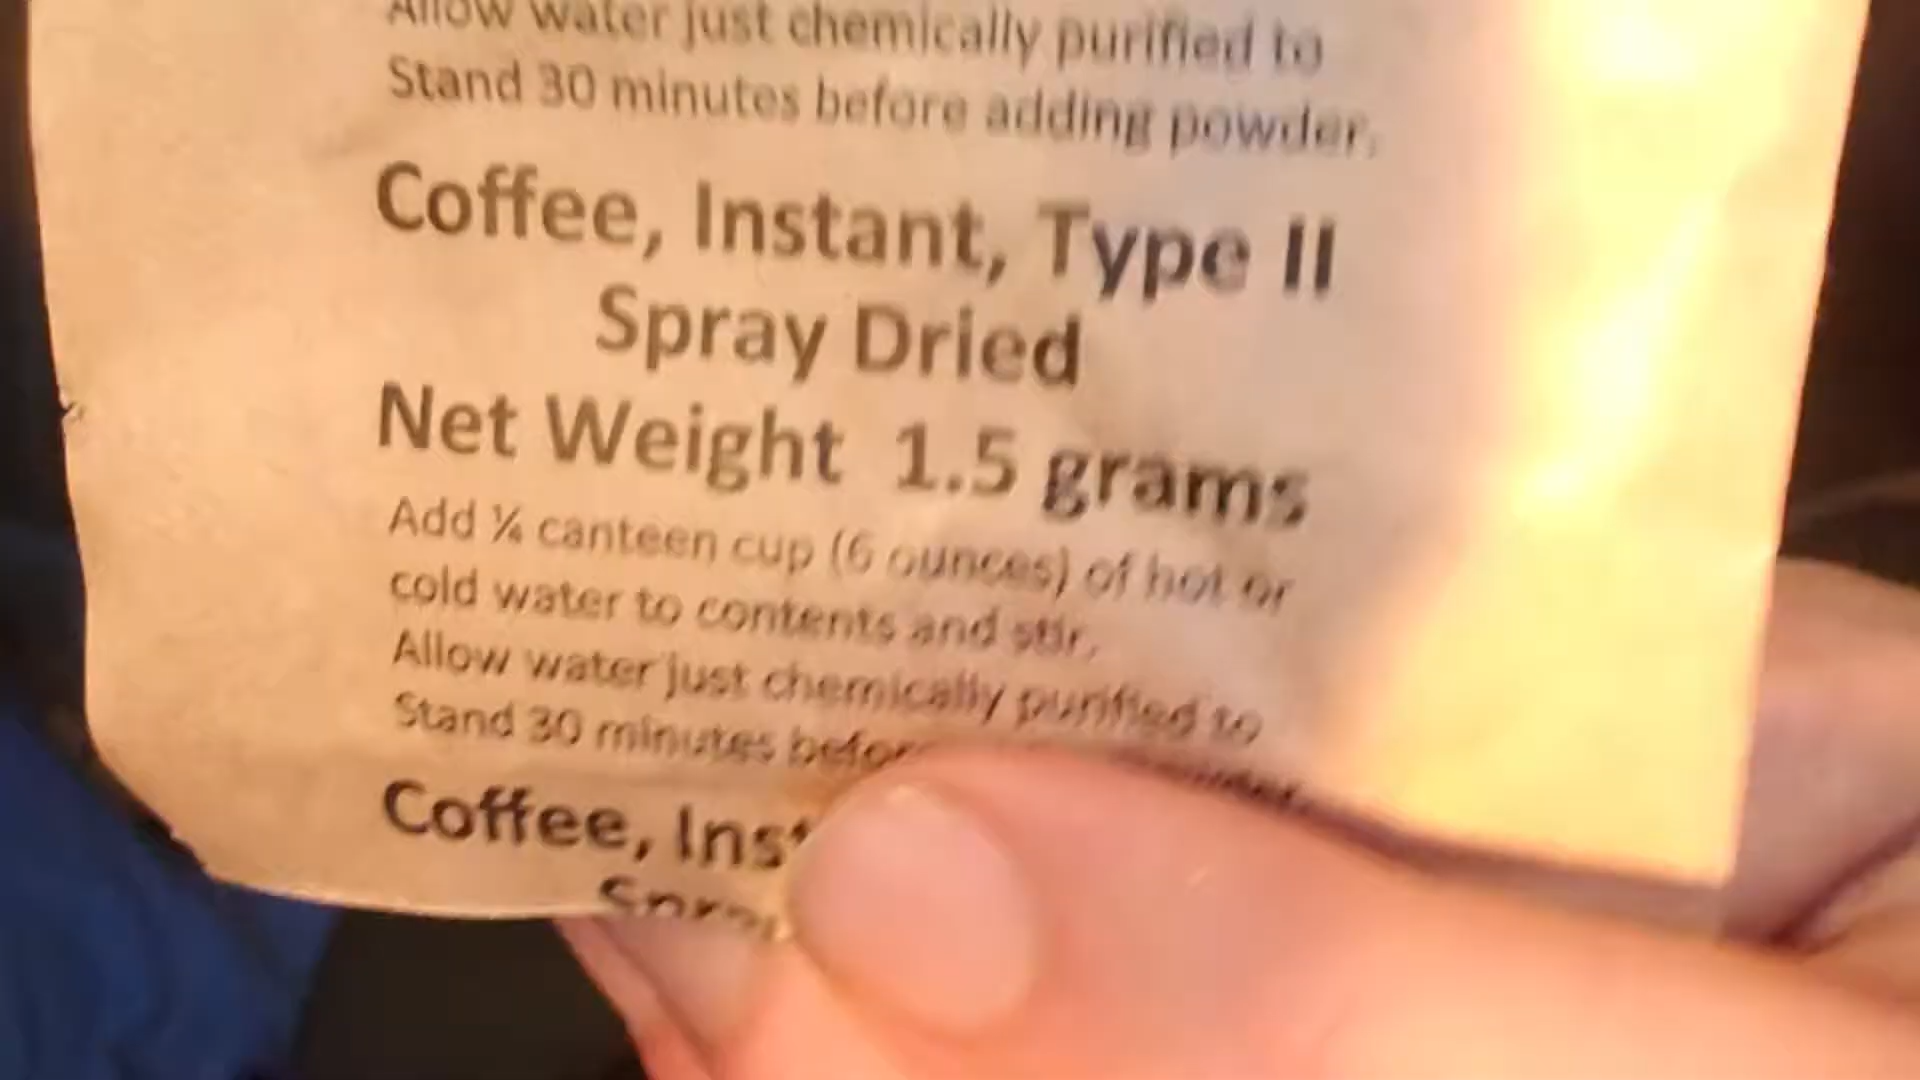 Allow water just chemically purified to
Stand 30 minutes before adding powder.
Coffee, Instant, Type II
Spray Dried
Net Weight 1.5 grams
Add ¼ canteen cup (6 ounces) of hot or
cold water to contents and stir.
Allow water just chemically purified to
Stand 30 minutes
Coffee,